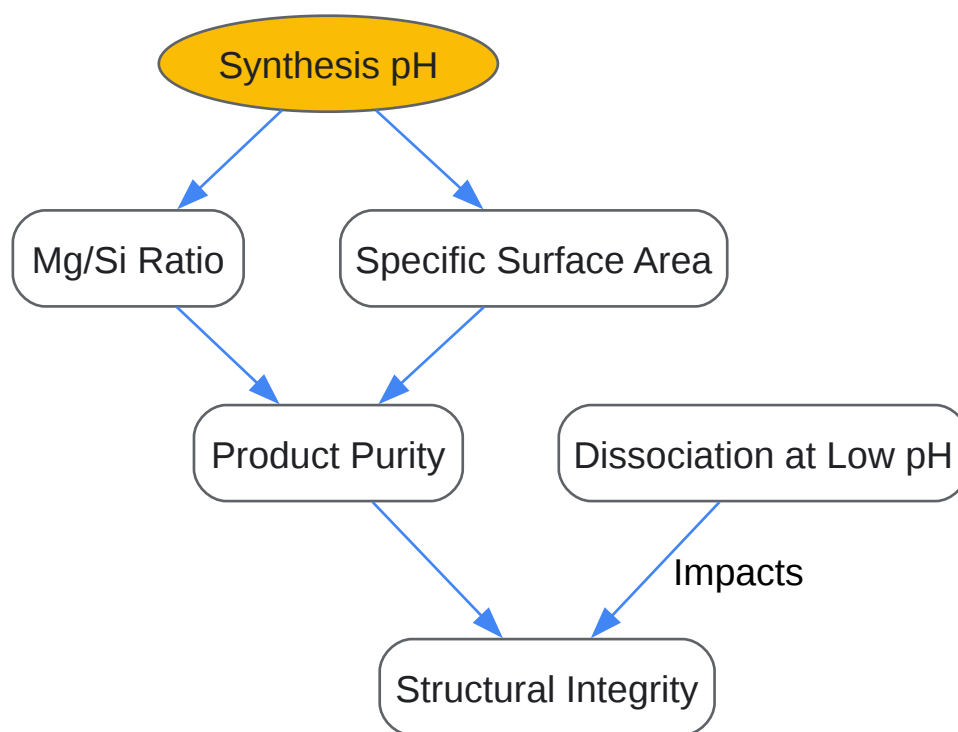 Synthesis pH
Mg/Si Ratio
Specific Surface Area
Product Purity
Dissociation at Low pH
Impacts
Structural Integrity